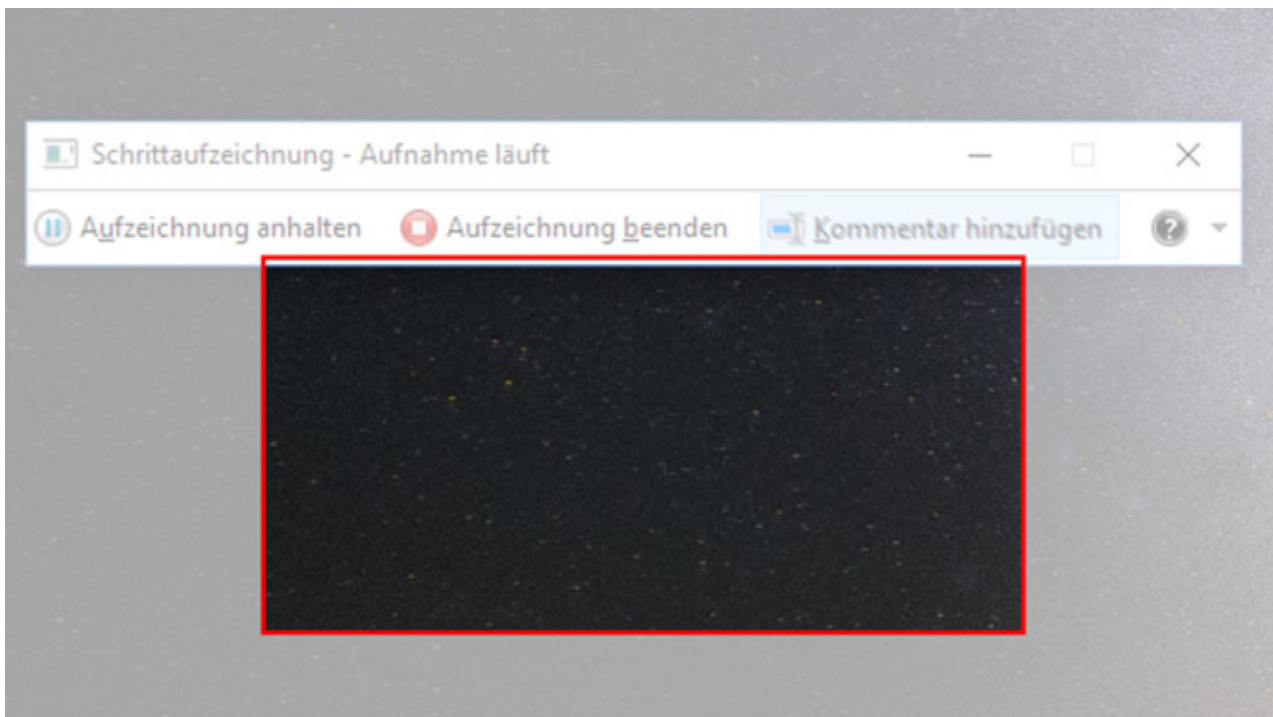 Schrittaufzeichnung - Aufnahme läuft
Aufzeichnung anhalten Aufzeichnung beenden Kommentar hinzufügen ?